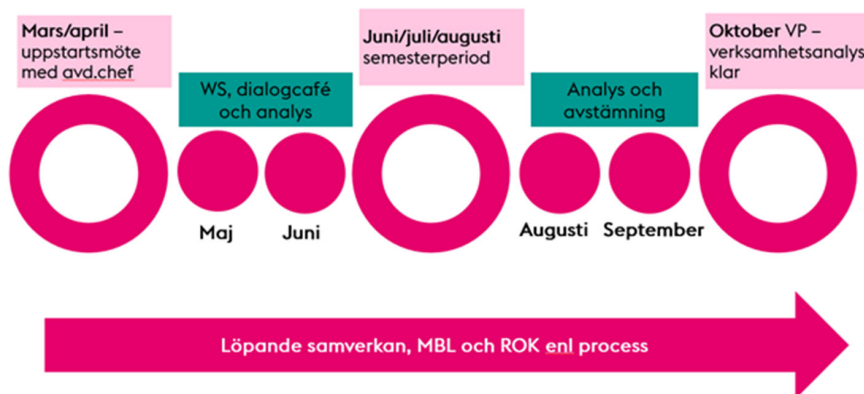 Mars/april –
uppstartsmöte
med avd.chef
WS, dialogcafé
och analys
Juni/juli/augusti
semesterperiod
Analys och
avstämning
Oktober VP –
verksamhetsanalys
klar
Maj
Juni
Augusti
September
Löpande samverkan, MBL och ROK enl process